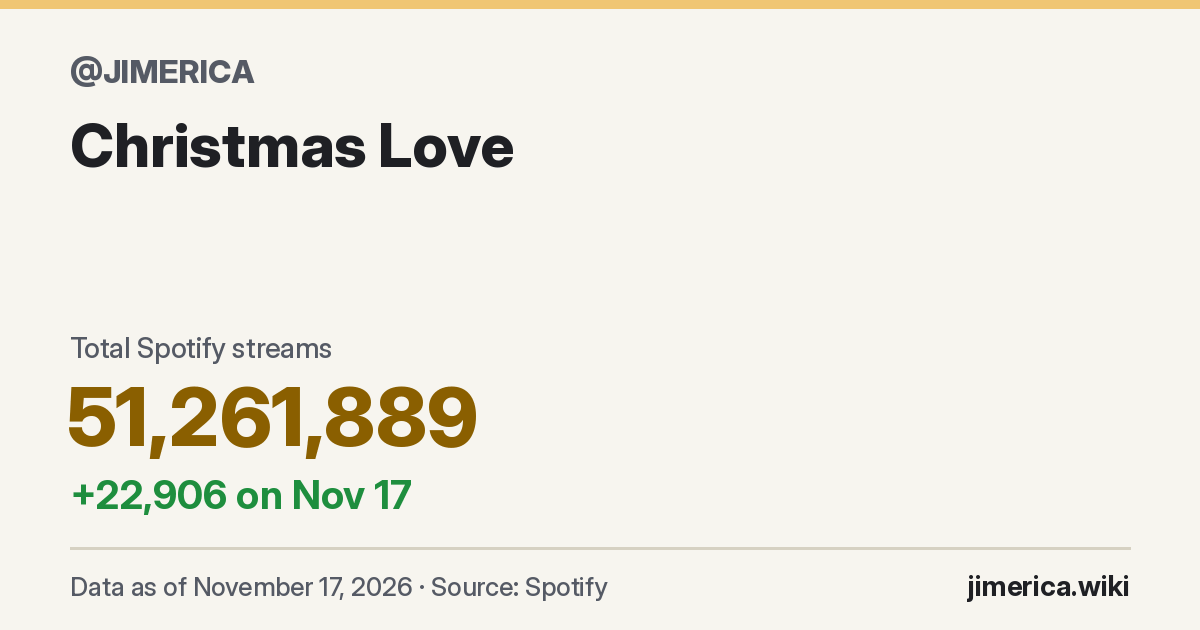 @JIMERICA
Christmas Love
Total Spotify streams
51,261,889
+22,906 on Nov 17
Data as of November 17, 2026 · Source: Spotify
jimerica.wiki